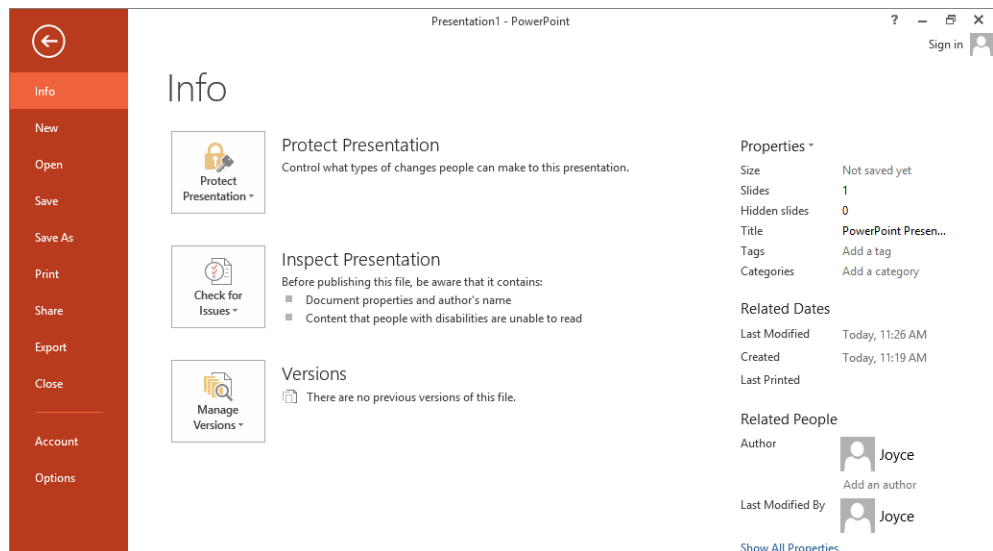 Presentation1 - PowerPoint
?
Sign in
Info
New
Open
Save
Save As
Print
Share
Export
Close
Account
Options
Info
Protect
Presentation
Protect Presentation
Control what types of changes people can make to this presentation.
Check for
Issues
Inspect Presentation
Before publishing this file, be aware that it contains:
Document properties and author's name
Content that people with disabilities are unable to read
Manage
Versions
Versions
There are no previous versions of this file.
Properties
Size Not saved yet
Slides 1
Hidden slides 0
Title PowerPoint Presen...
Tags Add a tag
Categories Add a category
Related Dates
Last Modified Today, 11:26 AM
Created Today, 11:19 AM
Last Printed
Related People
Author Joyce
Add an author
Last Modified By Joyce
Show All Properties